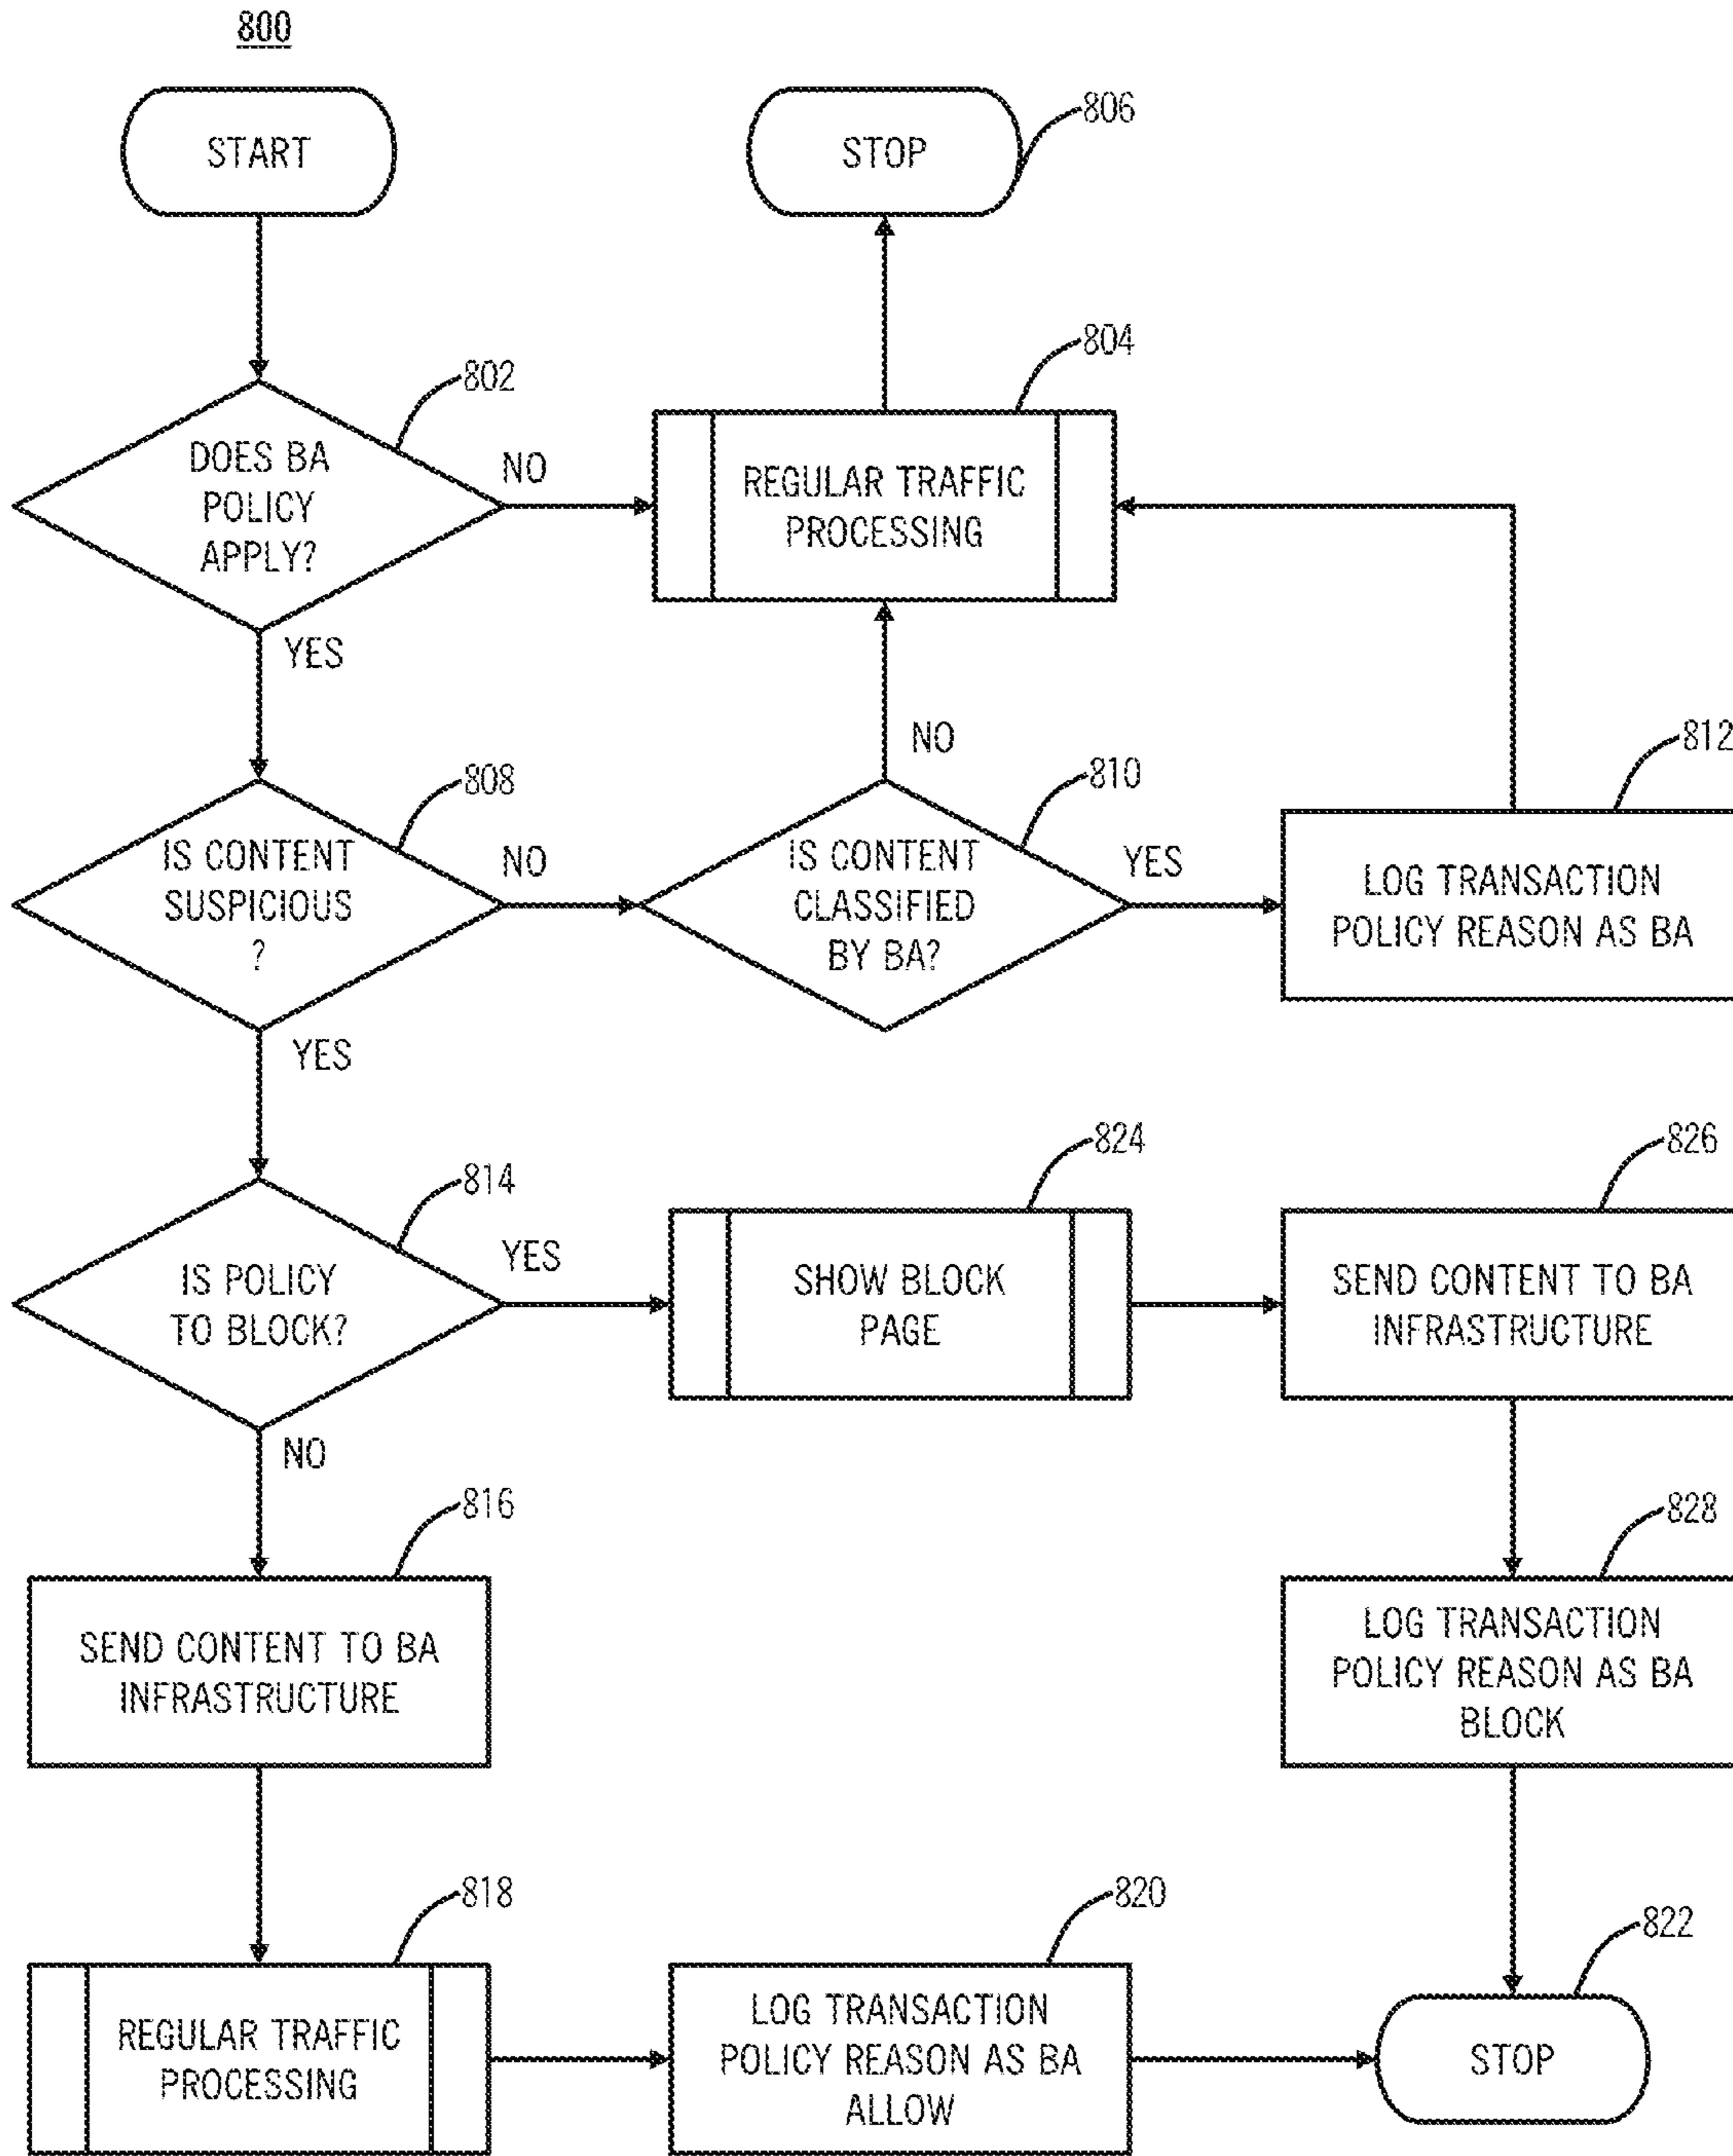 800
START
STOP
806
802
804
DOES BA
POLICY
APPLY?
NO
REGULAR TRAFFIC
PROCESSING
YES
NO
812
808
810
IS CONTENT
SUSPICIOUS
?
NO
IS CONTENT
CLASSIFIED
BY BA?
YES
LOG TRANSACTION
POLICY REASON AS BA
YES
814
824
826
IS POLICY
TO BLOCK?
YES
SHOW BLOCK
PAGE
SEND CONTENT TO BA
INFRASTRUCTURE
NO
816
828
SEND CONTENT TO BA
INFRASTRUCTURE
LOG TRANSACTION
POLICY REASON AS BA
BLOCK
818
820
822
REGULAR TRAFFIC
PROCESSING
LOG TRANSACTION
POLICY REASON AS BA
ALLOW
STOP